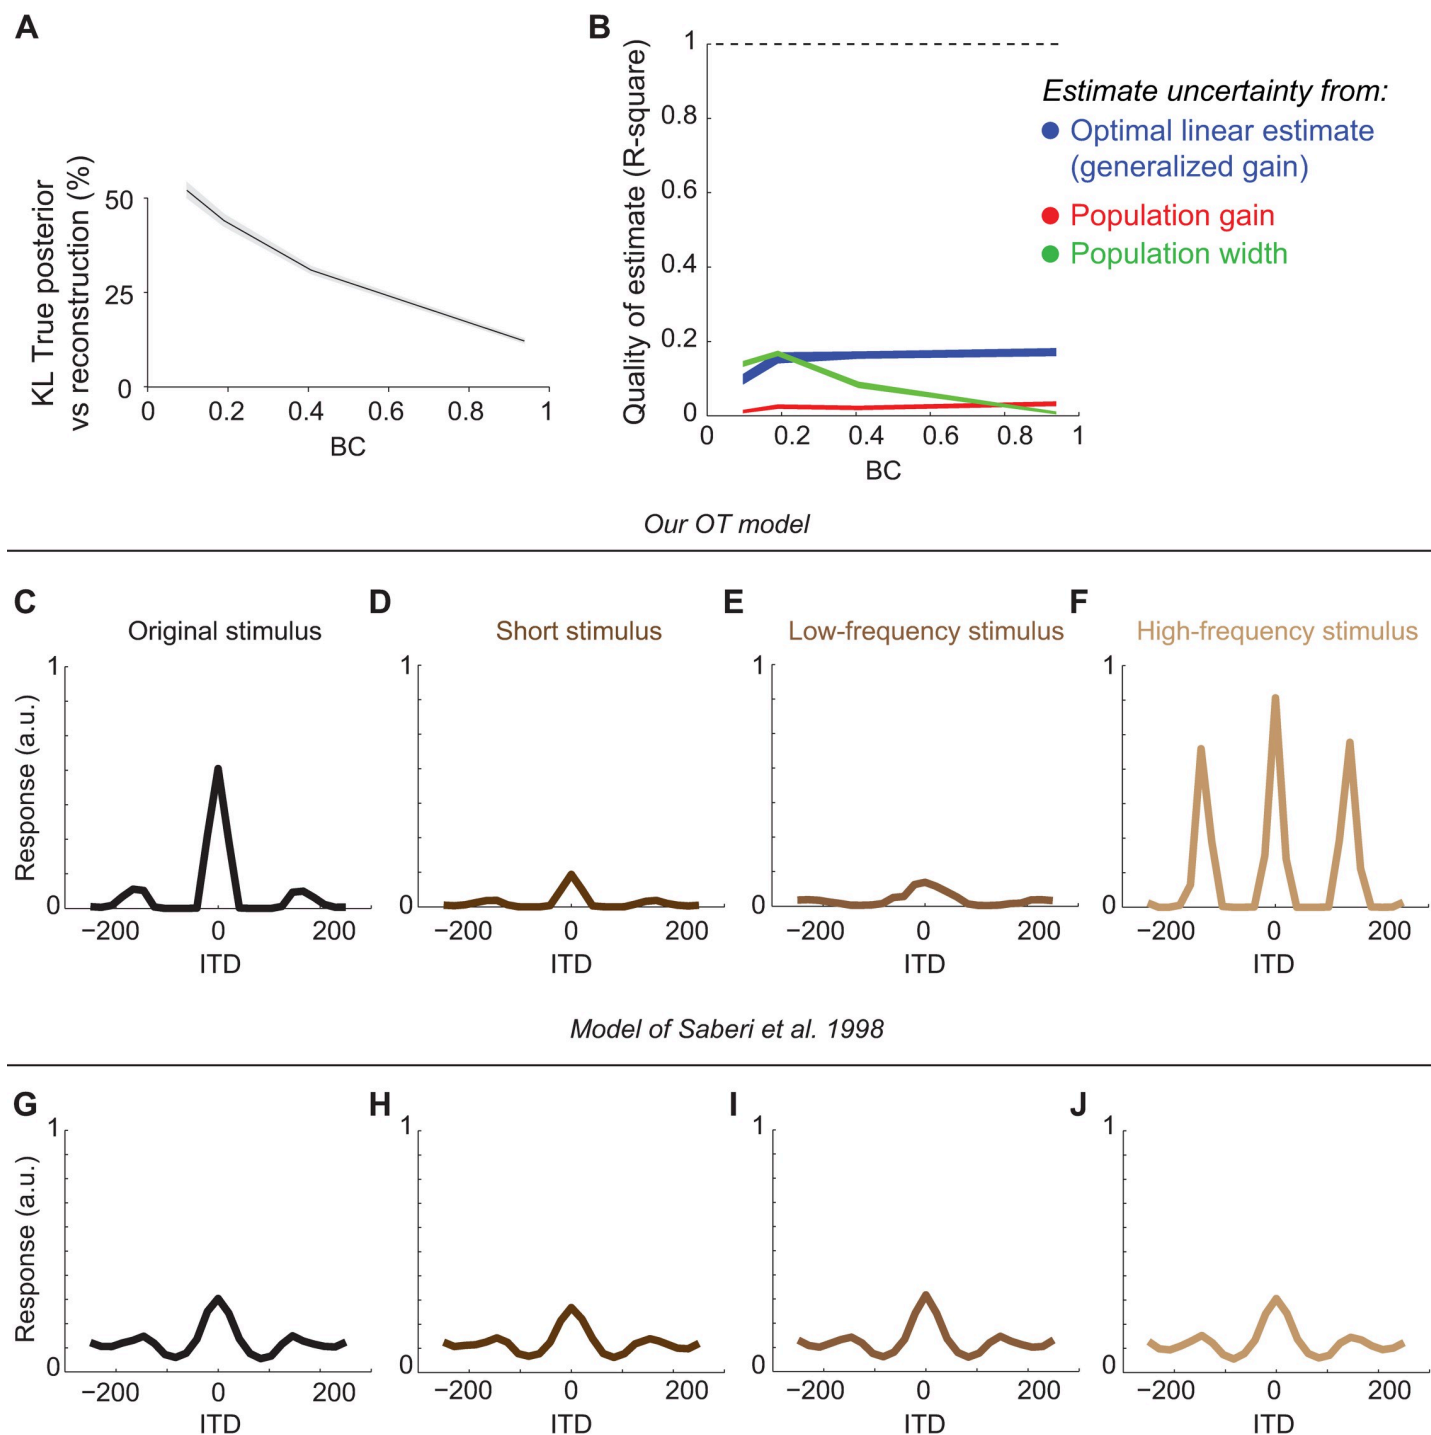 A
KL True posterior
vs reconstruction (%)
50
25
0
0 0.2 0.4 0.6 0.8 1
BC
B
Quality of estimate (R-square)
1
0.8
0.6
0.4
0.2
0
0 0.2 0.4 0.6 0.8 1
BC
Estimate uncertainty from:
Optimal linear estimate
(generalized gain)
Population gain
Population width
Our OT model
C
Original stimulus
Response (a.u.)
1
0
−200 0 200
ITD
D
Short stimulus
1
0
−200 0 200
ITD
E
Low-frequency stimulus
1
0
−200 0 200
ITD
F
High-frequency stimulus
1
0
−200 0 200
ITD
Model of Saberi et al. 1998
G
Response (a.u.)
1
0
−200 0 200
ITD
H
1
0
−200 0 200
ITD
I
1
0
−200 0 200
ITD
J
1
0
−200 0 200
ITD